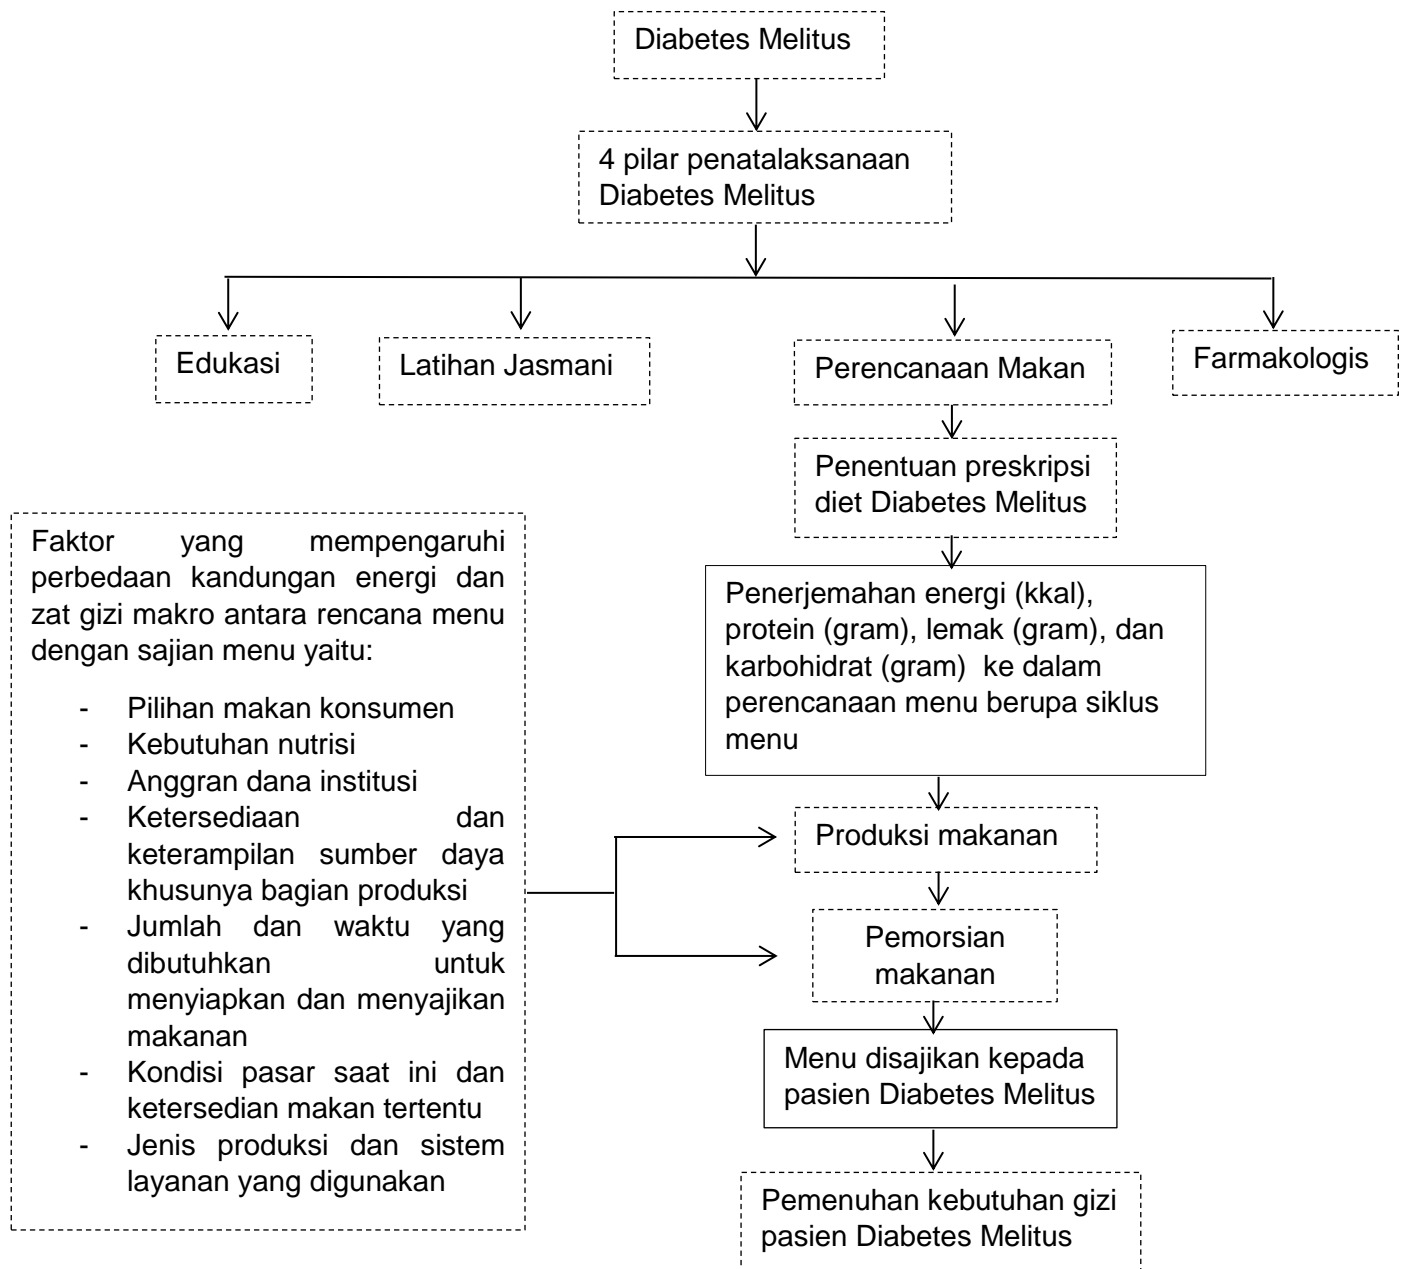 Diabetes Melitus
4 pilar penatalaksanaan
Diabetes Melitus
Edukasi
Latihan Jasmani
Perencanaan Makan
Farmakologis
Penentuan preskripsi
diet Diabetes Melitus
Faktor yang mempengaruhi
perbedaan kandungan energi dan
zat gizi makro antara rencana menu
dengan sajian menu yaitu:
- Pilihan makan konsumen
- Kebutuhan nutrisi
- Anggran dana institusi
- Ketersediaan dan
keterampilan sumber daya
khusunya bagian produksi
- Jumlah dan waktu yang
dibutuhkan untuk
menyiapkan dan menyajikan
makanan
- Kondisi pasar saat ini dan
ketersedian makan tertentu
- Jenis produksi dan sistem
layanan yang digunakan
Penerjemahan energi (kkal),
protein (gram), lemak (gram), dan
karbohidrat (gram) ke dalam
perencanaan menu berupa siklus
menu
Produksi makanan
Pemorsian
makanan
Menu disajikan kepada
pasien Diabetes Melitus
Pemenuhan kebutuhan gizi
pasien Diabetes Melitus